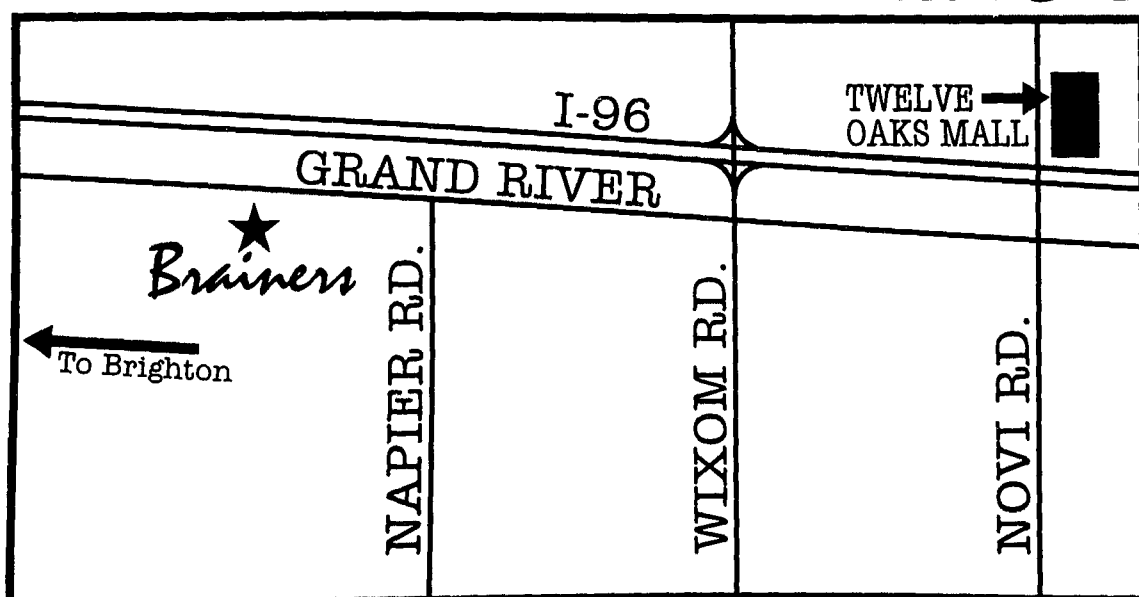 I-96
TWELVE
OAKS MALL
GRAND RIVER
Brainers
To Brighton
NAPIER RD.
WIXOM RD.
NOVI RD.